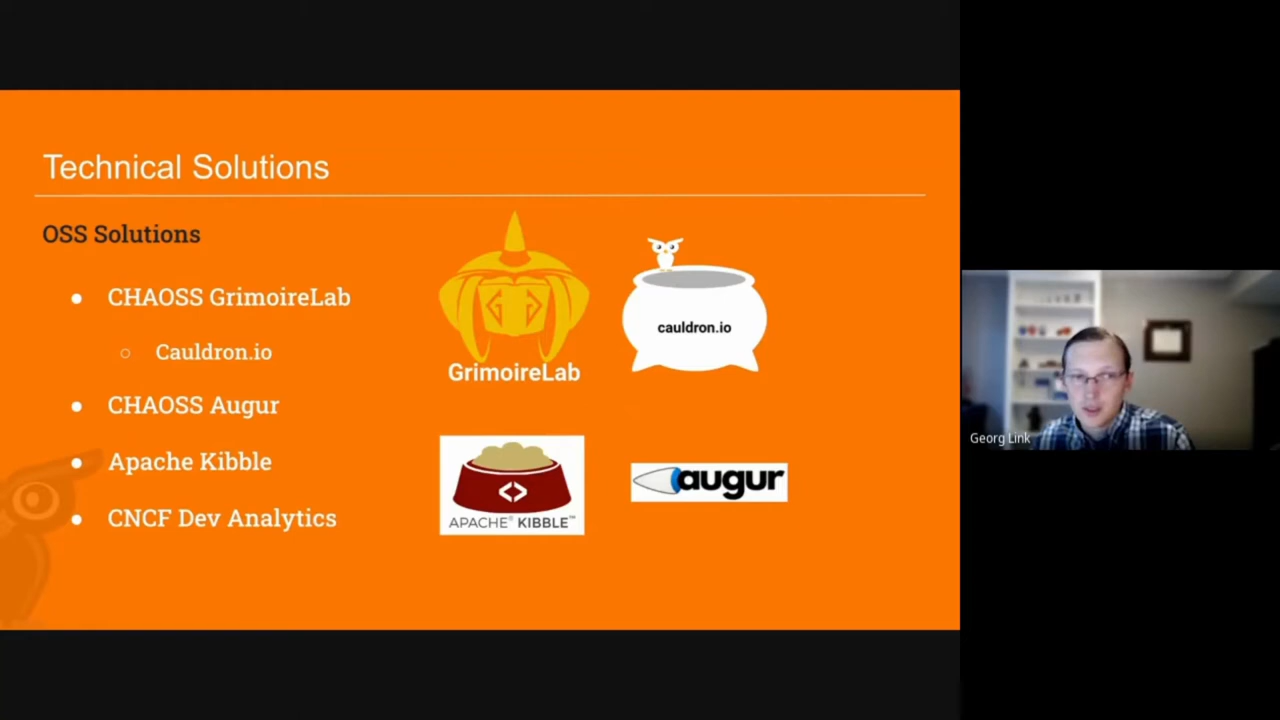 Technical Solutions
OSS Solutions
● CHAOSS GrimoireLab
○ Cauldron.io
● CHAOSS Augur
● Apache Kibble
● CNCF Dev Analytics
GrimoireLab
cauldron.io
APACHE® KIBBLE™
augur
Georg Link